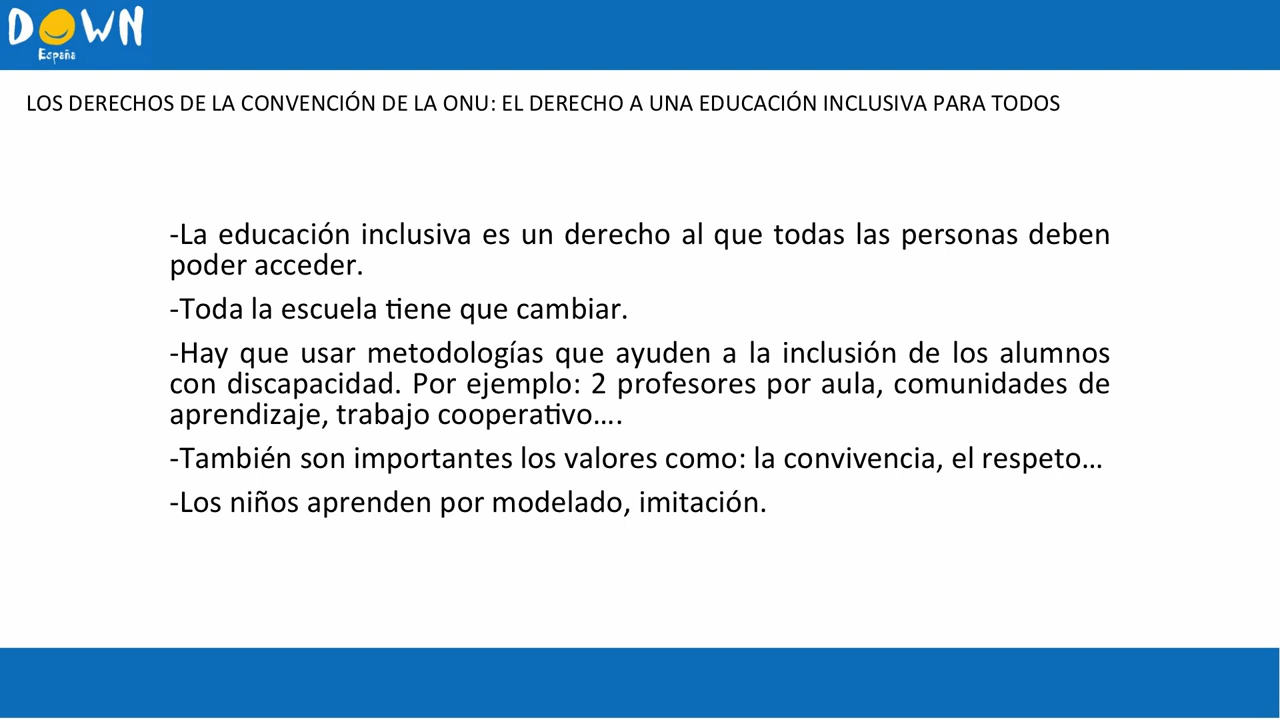 DOWN
España
LOS DERECHOS DE LA CONVENCIÓN DE LA ONU: EL DERECHO A UNA EDUCACIÓN INCLUSIVA PARA TODOS
-La educación inclusiva es un derecho al que todas las personas deben
poder acceder.
-Toda la escuela tiene que cambiar.
-Hay que usar metodologías que ayuden a la inclusión de los alumnos
con discapacidad. Por ejemplo: 2 profesores por aula, comunidades de
aprendizaje, trabajo cooperativo….
-También son importantes los valores como: la convivencia, el respeto…
-Los niños aprenden por modelado, imitación.